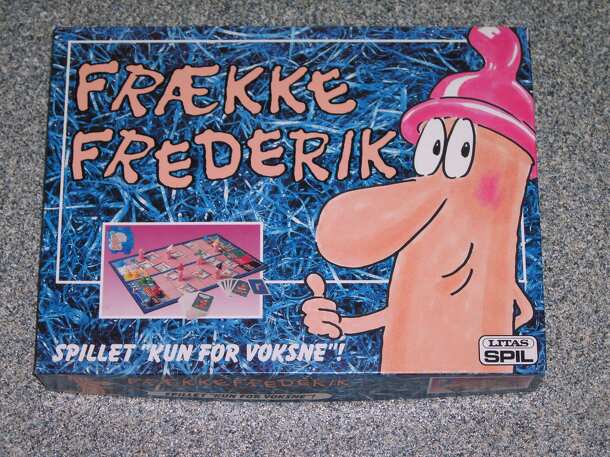 FRÆKKE
FREDERIK
SPILLET "KUN FOR VOKSNE"!
LITAS
SPIL
FRÆKKE FREDERIK
SPILLET "KUN FOR VOKSNE"!